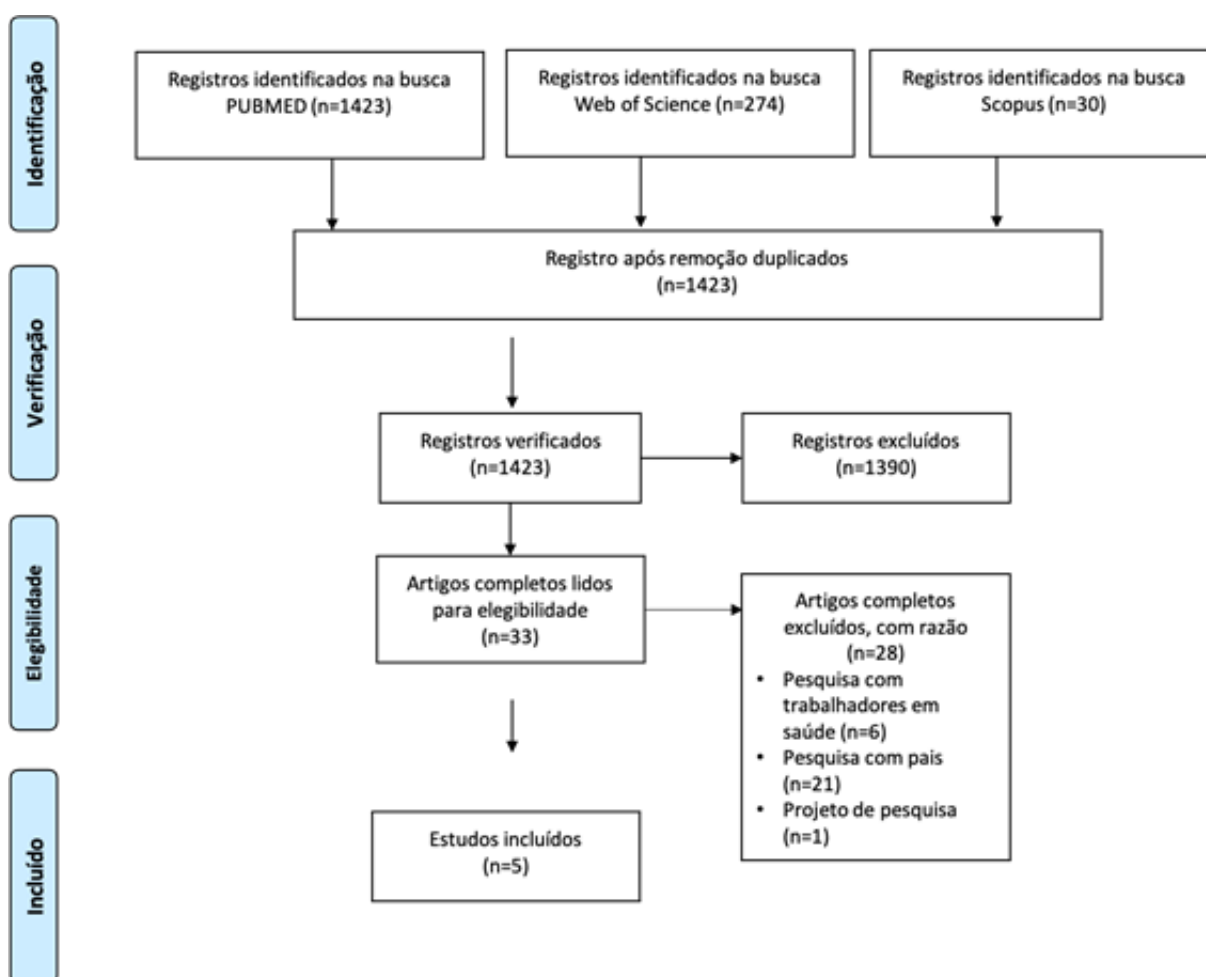 Identificação
Registros identificados na busca
PUBMED (n=1423)
Registros identificados na busca
Web of Science (n=274)
Registros identificados na busca
Scopus (n=30)
Registro após remoção duplicados
(n=1423)
Verificação
Registros verificados
(n=1423)
Registros excluídos
(n=1390)
Elegibilidade
Artigos completos lidos
para elegibilidade
(n=33)
Artigos completos
excluídos, com razão
(n=28)
• Pesquisa com
trabalhadores em
saúde (n=6)
• Pesquisa com pais
(n=21)
• Projeto de pesquisa
(n=1)
Incluído
Estudos incluídos
(n=5)